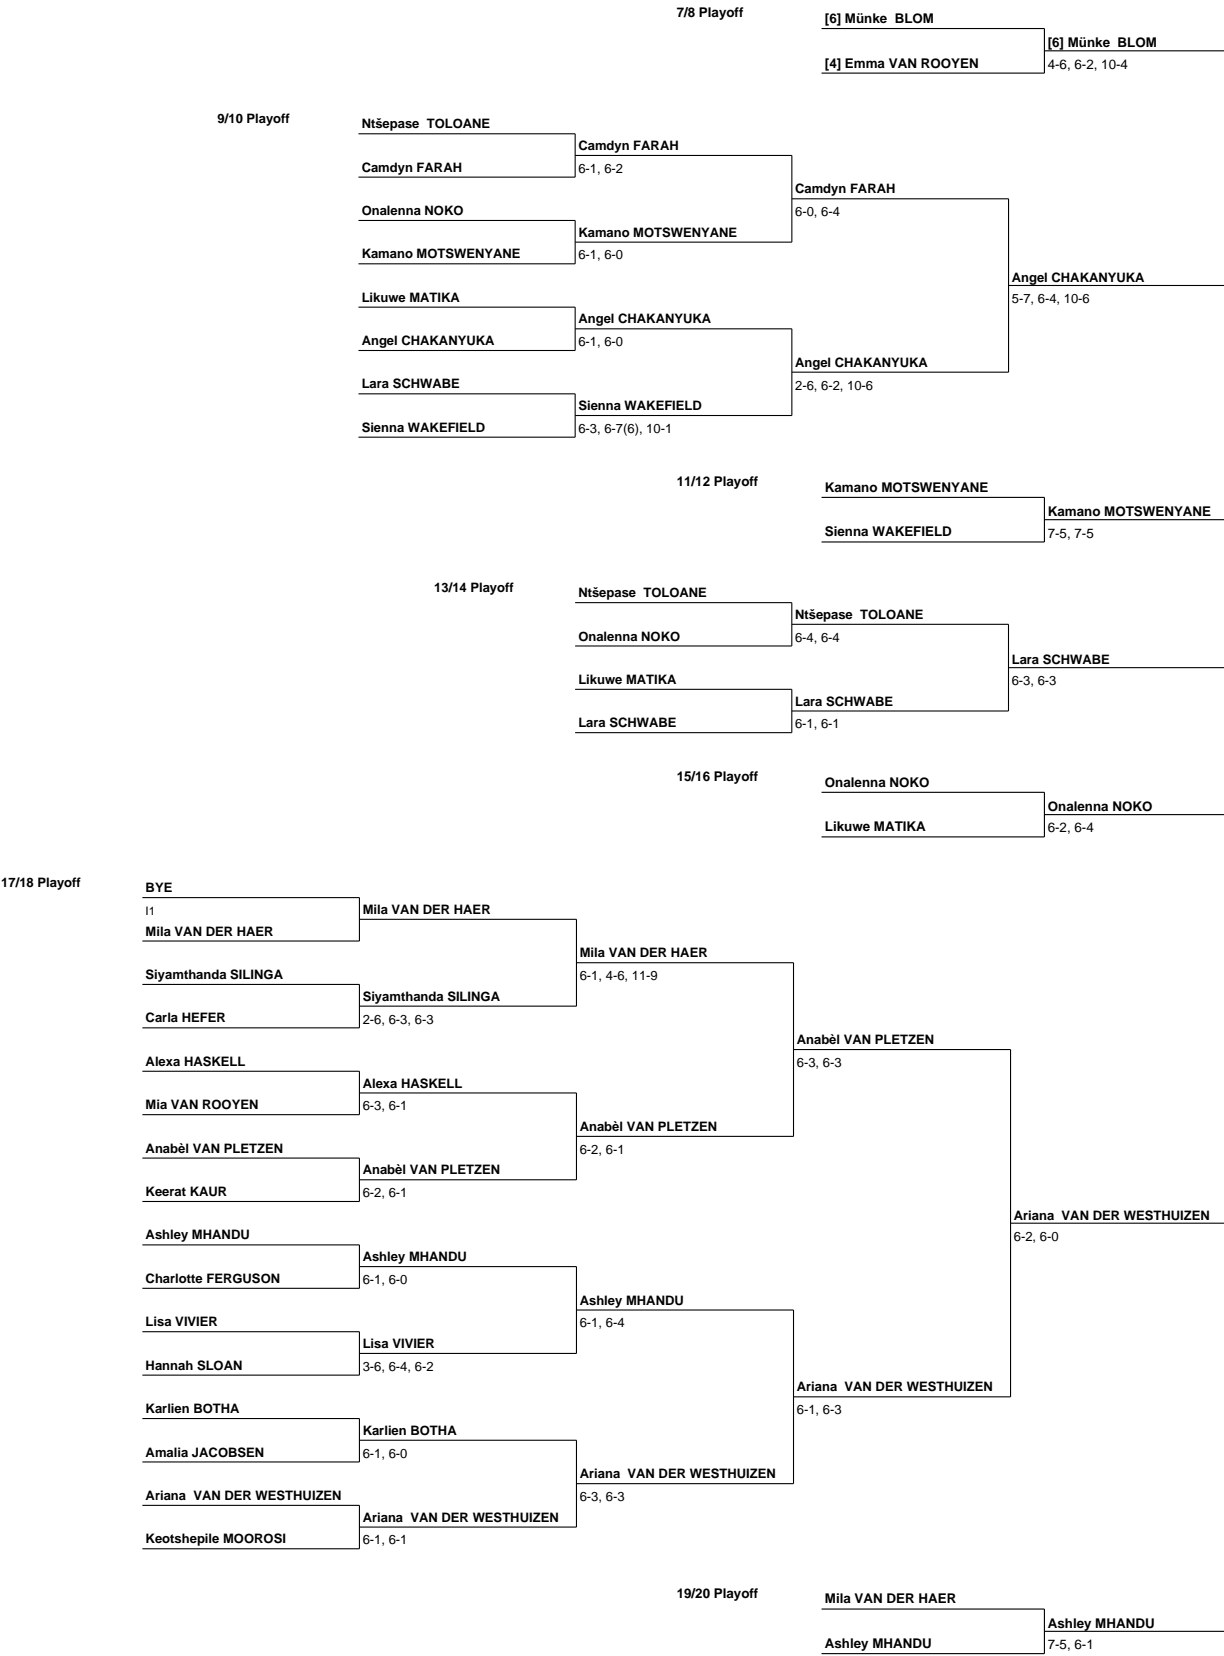 7/8 Playoff
[6] Münke  BLOM
[6] Münke  BLOM
[4] Emma VAN ROOYEN
4-6, 6-2, 10-4
9/10 Playoff
Ntšepase  TOLOANE
Camdyn FARAH
Camdyn FARAH
6-1, 6-2
Camdyn FARAH
Onalenna NOKO
6-0, 6-4
Kamano MOTSWENYANE
Kamano MOTSWENYANE
6-1, 6-0
Angel CHAKANYUKA
Likuwe MATIKA
5-7, 6-4, 10-6
Angel CHAKANYUKA
Angel CHAKANYUKA
6-1, 6-0
Angel CHAKANYUKA
Lara SCHWABE
2-6, 6-2, 10-6
Sienna WAKEFIELD
Sienna WAKEFIELD
6-3, 6-7(6), 10-1
11/12 Playoff
Kamano MOTSWENYANE
Kamano MOTSWENYANE
Sienna WAKEFIELD
7-5, 7-5
13/14 Playoff
Ntšepase  TOLOANE
Ntšepase  TOLOANE
Onalenna NOKO
6-4, 6-4
Lara SCHWABE
Likuwe MATIKA
6-3, 6-3
Lara SCHWABE
Lara SCHWABE
6-1, 6-1
15/16 Playoff
Onalenna NOKO
Onalenna NOKO
Likuwe MATIKA
6-2, 6-4
17/18 Playoff
BYE
I1
Mila VAN DER HAER
Mila VAN DER HAER
Mila VAN DER HAER
Siyamthanda SILINGA
6-1, 4-6, 11-9
Siyamthanda SILINGA
Carla HEFER
2-6, 6-3, 6-3
Anabèl VAN PLETZEN
Alexa HASKELL
6-3, 6-3
Alexa HASKELL
Mia VAN ROOYEN
6-3, 6-1
Anabèl VAN PLETZEN
Anabèl VAN PLETZEN
6-2, 6-1
Anabèl VAN PLETZEN
Keerat KAUR
6-2, 6-1
Ariana  VAN DER WESTHUIZEN
Ashley MHANDU
6-2, 6-0
Ashley MHANDU
Charlotte FERGUSON
6-1, 6-0
Ashley MHANDU
Lisa VIVIER
6-1, 6-4
Lisa VIVIER
Hannah SLOAN
3-6, 6-4, 6-2
Ariana  VAN DER WESTHUIZEN
Karlien BOTHA
6-1, 6-3
Karlien BOTHA
Amalia JACOBSEN
6-1, 6-0
Ariana  VAN DER WESTHUIZEN
Ariana  VAN DER WESTHUIZEN
6-3, 6-3
Ariana  VAN DER WESTHUIZEN
Keotshepile MOOROSI
6-1, 6-1
19/20 Playoff
Mila VAN DER HAER
Ashley MHANDU
Ashley MHANDU
7-5, 6-1